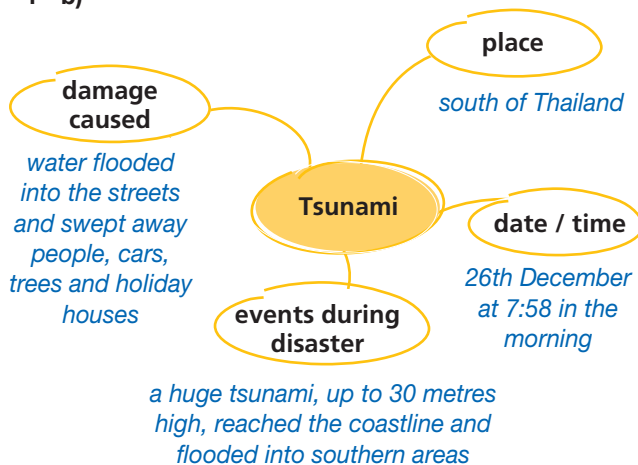 b)
place
south of Thailand
damage
caused
water flooded
into the streets
and swept away
people, cars,
trees and holiday
houses
Tsunami
date / time
26th December
at 7:58 in the
morning
events during
disaster
a huge tsunami, up to 30 metres
high, reached the coastline and
flooded into southern areas